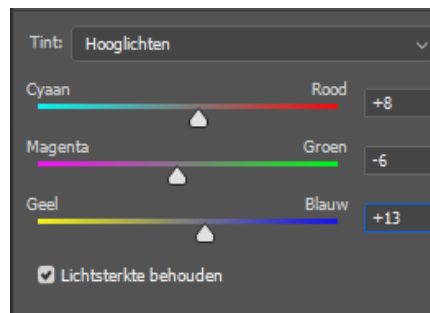 Tint: Hooglichten
Cyaan Rood +8
Magenta Groen -6
Geel Blauw +13
Lichtsterkte behouden